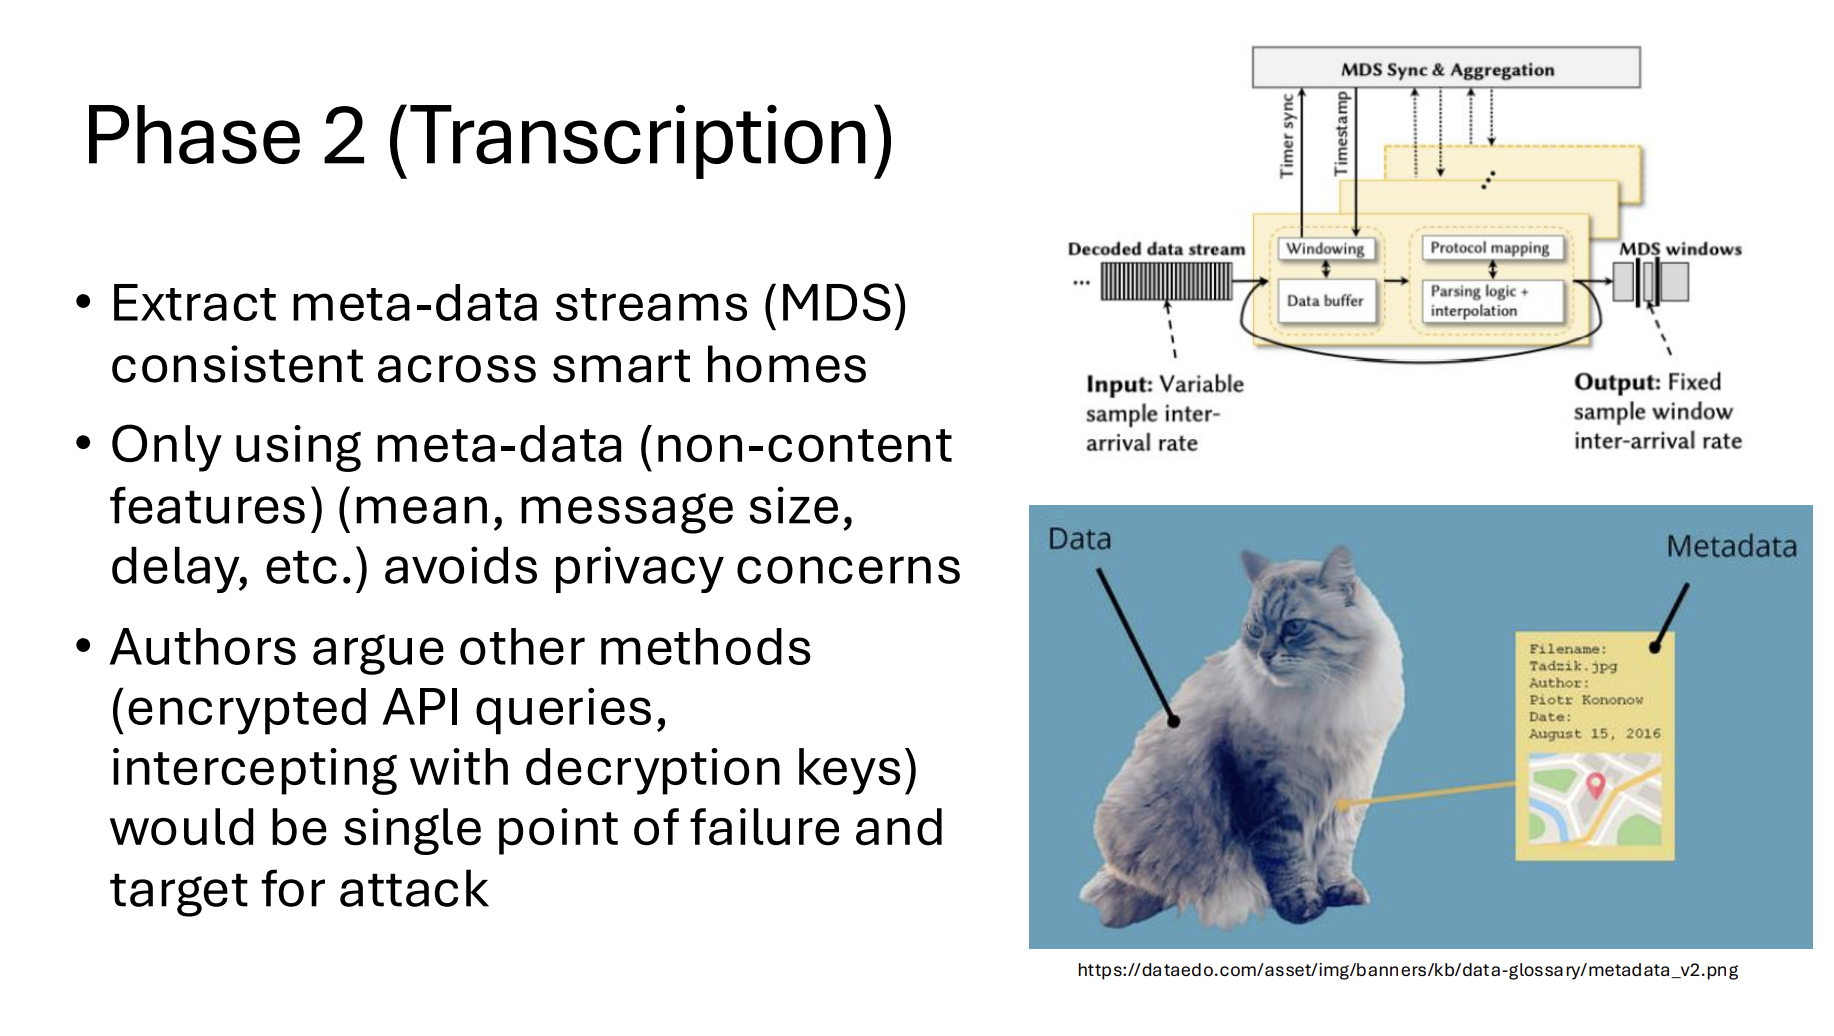 Phase 2 (Transcription)
• Extract meta-data streams (MDS)
consistent across smart homes
• Only using meta-data (non-content
features) (mean, message size,
delay, etc.) avoids privacy concerns
• Authors argue other methods
(encrypted API queries,
intercepting with decryption keys)
would be single point of failure and
target for attack
MDS Sync & Aggregation
Timer sync
Timestamp
Decoded data stream
...
Windowing
Data buffer
Protocol mapping
Parsing logic +
interpolation
MDS windows
Input: Variable
sample inter-
arrival rate
Output: Fixed
sample window
inter-arrival rate
Data
Metadata
Filename:
Tadzik.jpg
Author:
Piotr Kononow
Date:
August 15, 2016
https://dataedo.com/asset/img/banners/kb/data-glossary/metadata_v2.png